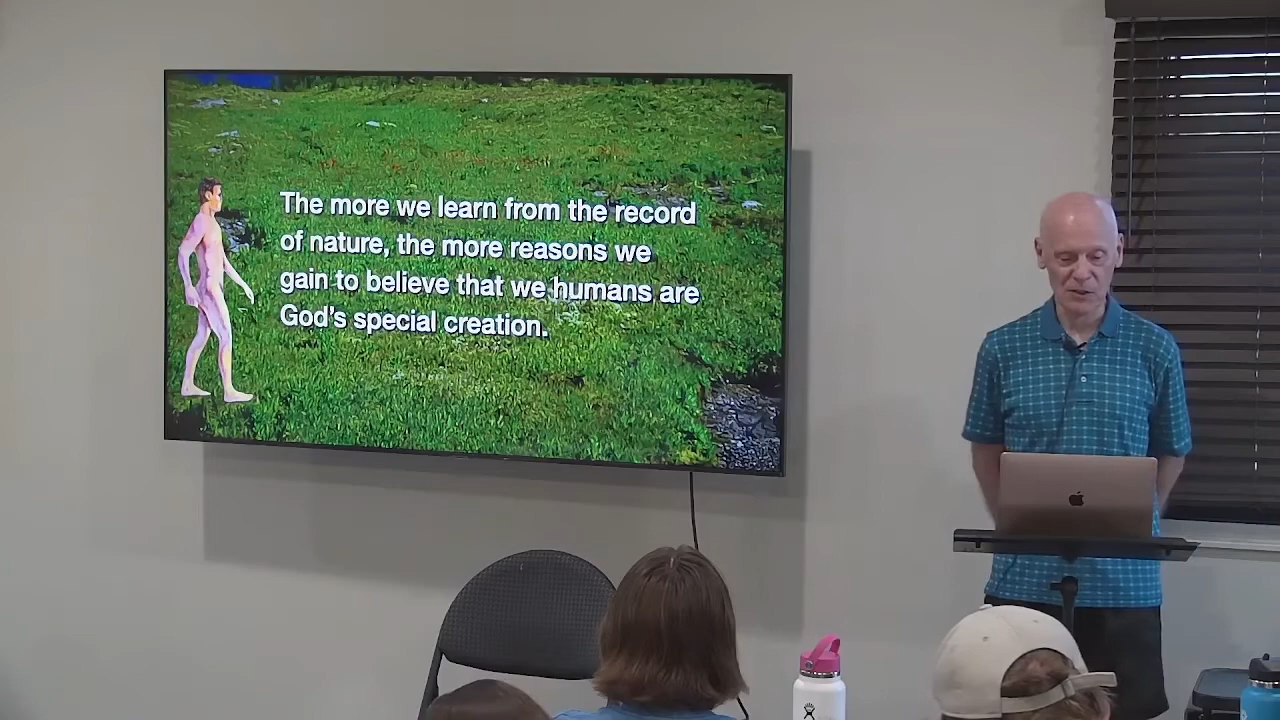 The more we learn from the record
of nature, the more reasons we
gain to believe that we humans are
God's special creation.